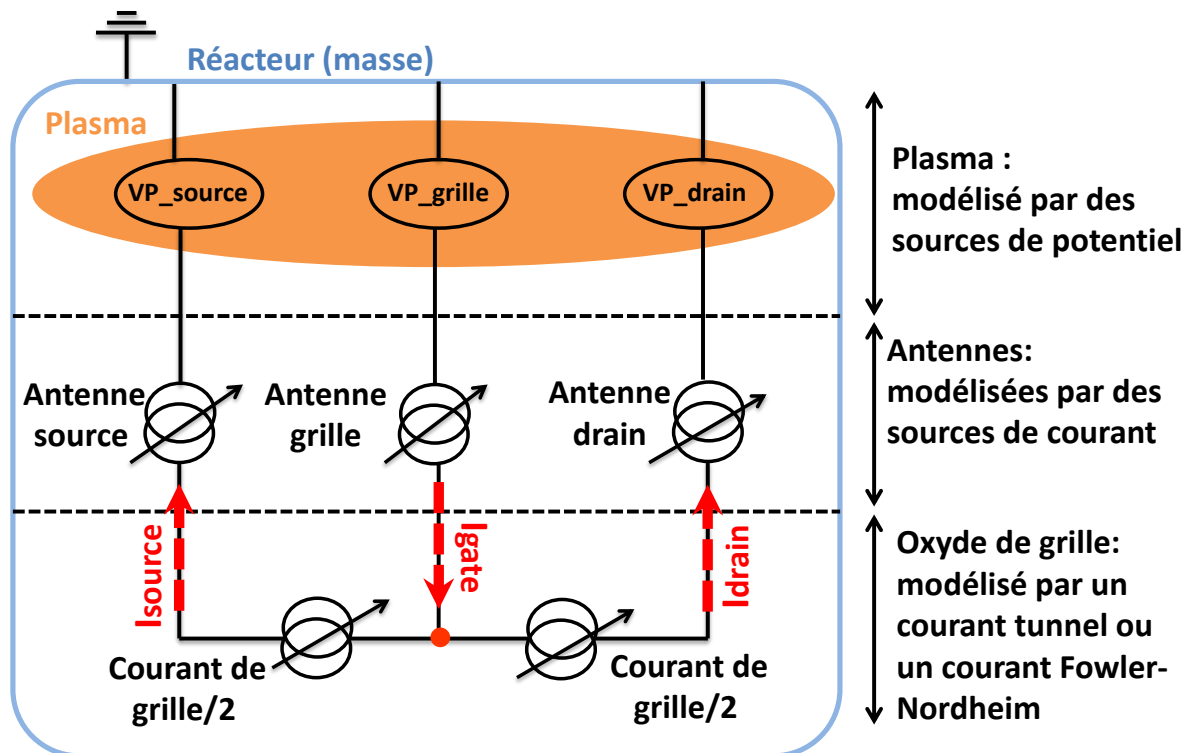 Réacteur (masse)
Plasma
VP_source
VP_grille
VP_drain
Plasma :
modélisé par des
sources de potentiel
Antenne
source
Antenne
grille
Antenne
drain
Antennes:
modélisées par des
sources de courant
Isource
Igate
Idrain
Courant de
grille/2
Courant de
grille/2
Oxyde de grille:
modélisé par un
courant tunnel ou
un courant Fowler-
Nordheim